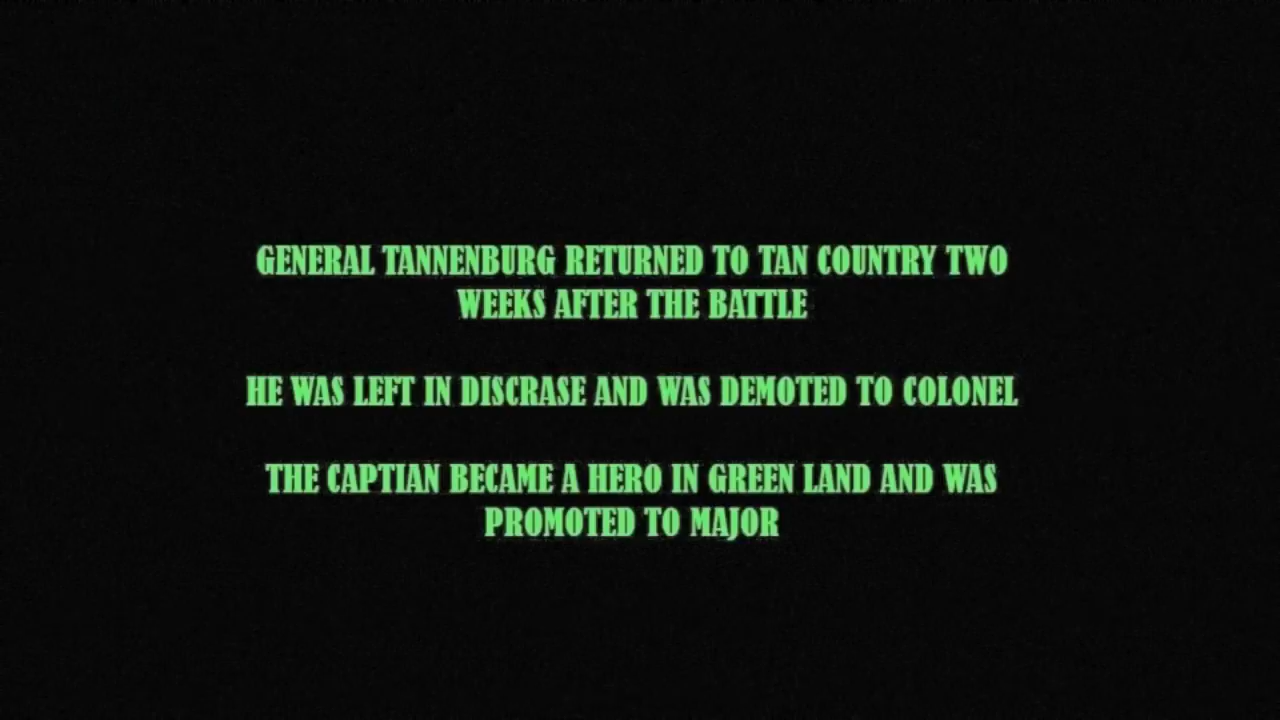 GENERAL TANNENBURG RETURNED TO TAN COUNTRY TWO
WEEKS AFTER THE BATTLE
HE WAS LEFT IN DISCRASE AND WAS DEMOTED TO COLONEL
THE CAPTIAN BECAME A HERO IN GREEN LAND AND WAS
PROMOTED TO MAJOR